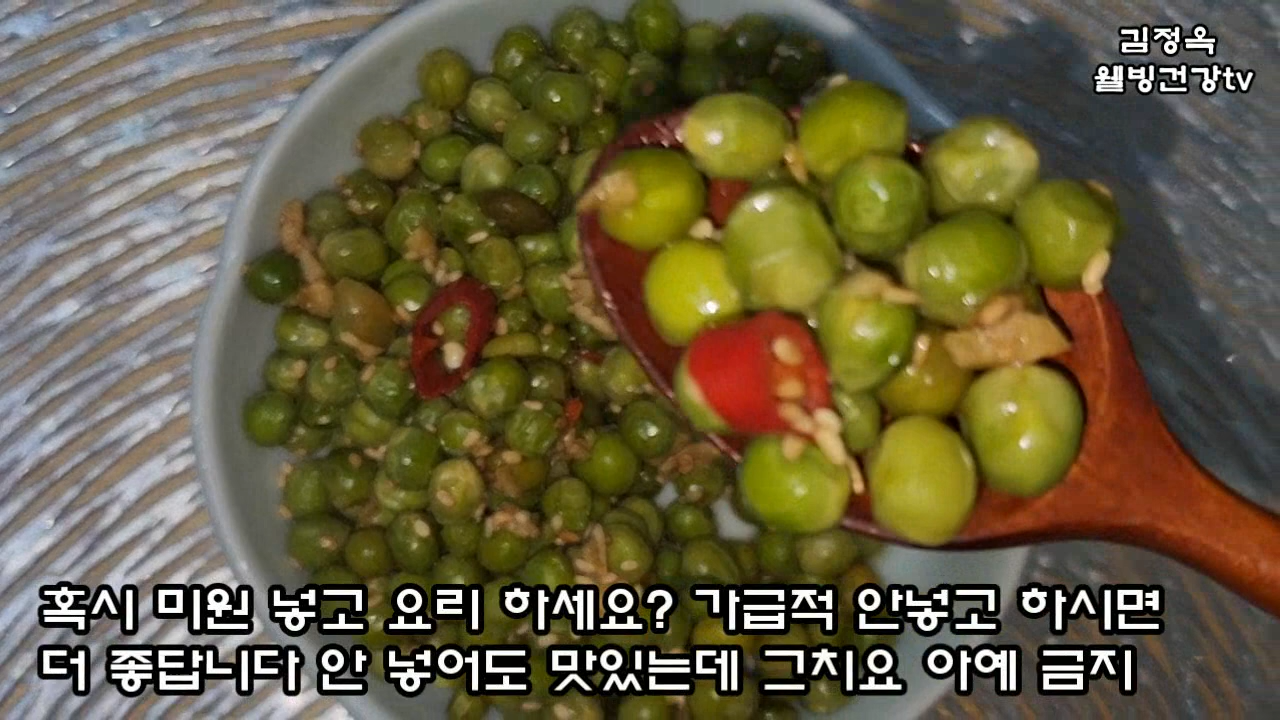 김정옥
웰빙건강tv
혹시 미원 넣고 요리 하세요? 가급적 안넣고 하시면
더 좋답니다 안 넣어도 맛있는데 그치요 아예 금지